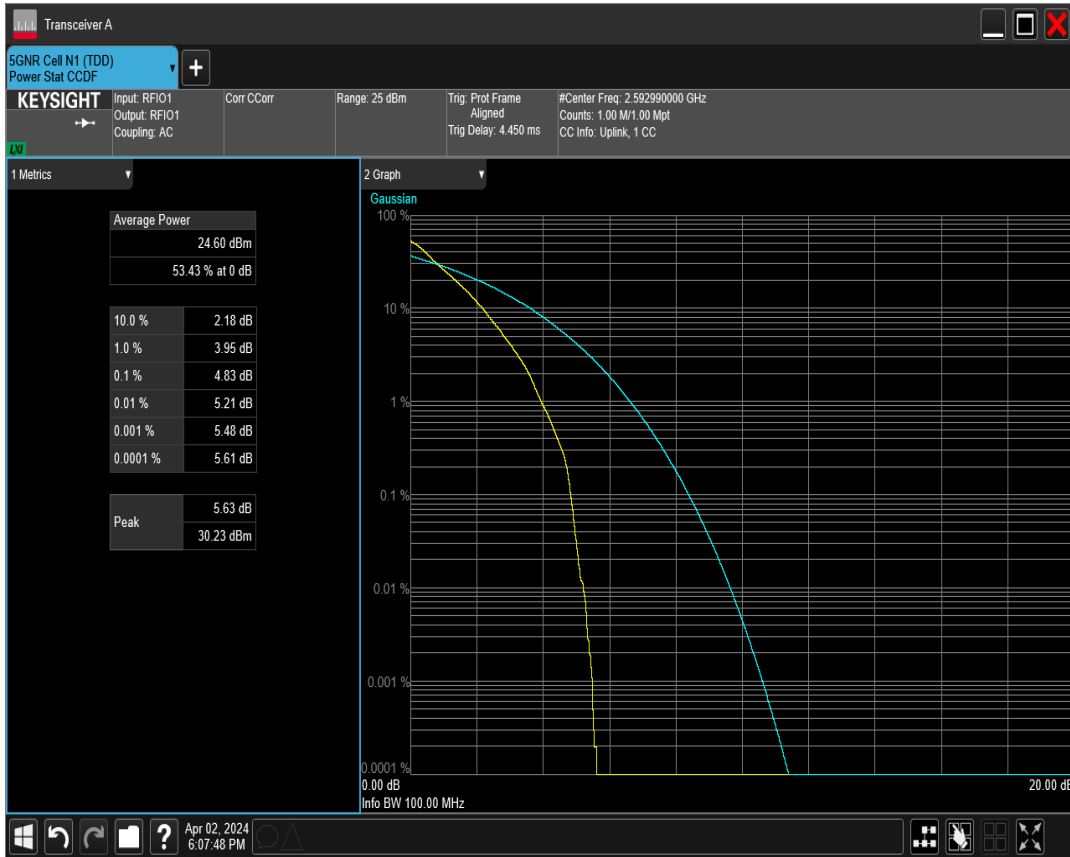 Transceiver A
5GNR Cell N1 (TDD)
Power Stat CCDF
KEYSIGHT
LXI
Input: RFIO1
Output: RFIO1
Coupling: AC
Corr CCorr
Range: 25 dBm
Trig: Prot Frame
Aligned
Trig Delay: 4.450 ms
#Center Freq: 2.592990000 GHz
Counts: 1.00 M/1.00 Mpt
CC Info: Uplink, 1 CC
1 Metrics
Average Power
24.60 dBm
53.43 % at 0 dB
10.0 % 2.18 dB
1.0 % 3.95 dB
0.1 % 4.83 dB
0.01 % 5.21 dB
0.001 % 5.48 dB
0.0001 % 5.61 dB
Peak
5.63 dB
30.23 dBm
2 Graph
Gaussian
100 %
10 %
1 %
0.1 %
0.01 %
0.001 %
0.0001 %
0.00 dB
20.00 dB
Info BW 100.00 MHz
?
Apr 02, 2024
6:07:48 PM